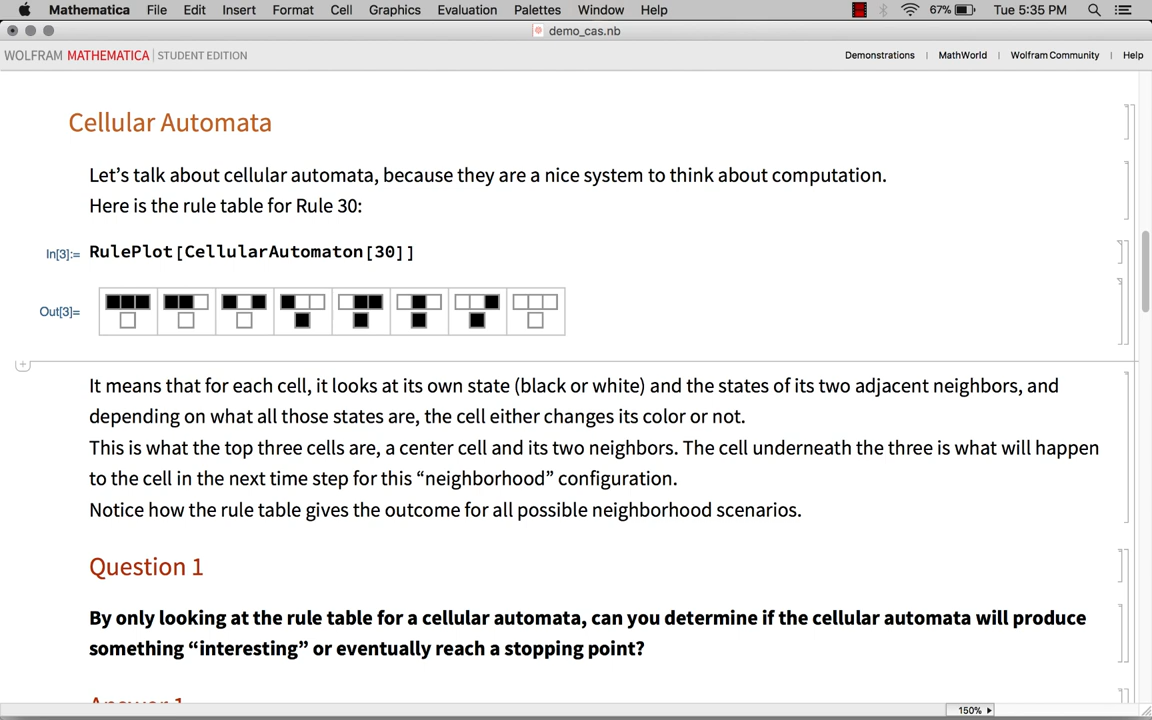 Mathematica File Edit Insert Format Cell Graphics Evaluation Palettes Window Help 67% Tue 5:35 PM
demo_cas.nb
WOLFRAM MATHEMATICA | STUDENT EDITION Demonstrations | MathWorld | Wolfram Community | Help
Cellular Automata
Let’s talk about cellular automata, because they are a nice system to think about computation.
Here is the rule table for Rule 30:
In[3]:= RulePlot[CellularAutomaton[30]]
Out[3]=
It means that for each cell, it looks at its own state (black or white) and the states of its two adjacent neighbors, and
depending on what all those states are, the cell either changes its color or not.
This is what the top three cells are, a center cell and its two neighbors. The cell underneath the three is what will happen
to the cell in the next time step for this “neighborhood” configuration.
Notice how the rule table gives the outcome for all possible neighborhood scenarios.
Question 1
By only looking at the rule table for a cellular automata, can you determine if the cellular automata will produce
something “interesting” or eventually reach a stopping point?
Answer 1
150%